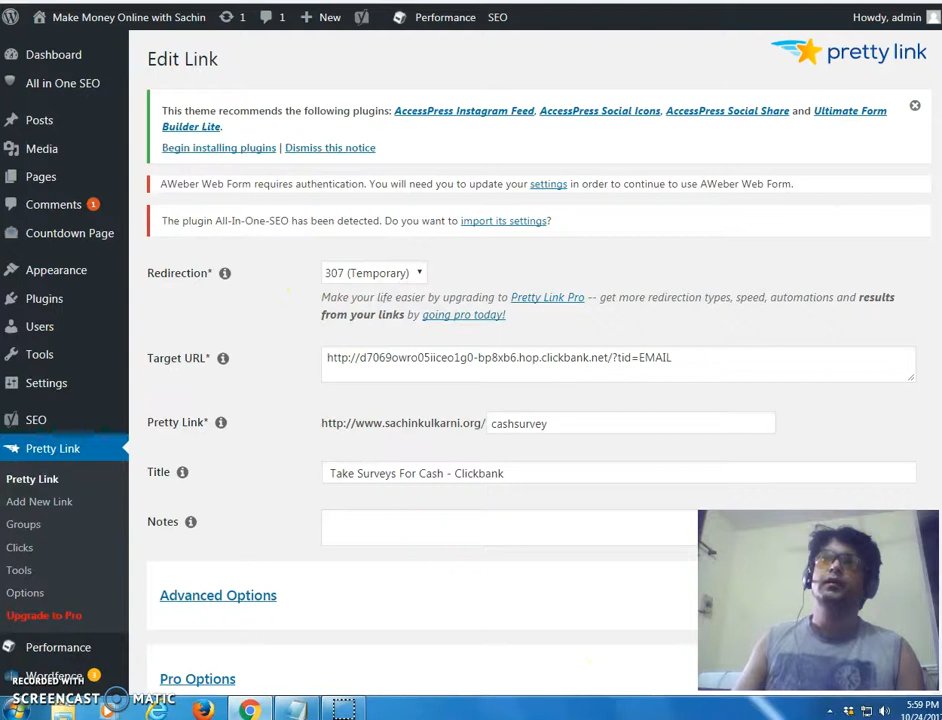 Make Money Online with Sachin 1 1 New Performance SEO Howdy, admin
Dashboard
All in One SEO
Posts
Media
Pages
Comments 1
Countdown Page
Appearance
Plugins
Users
Tools
Settings
SEO
Pretty Link
Pretty Link
Add New Link
Groups
Clicks
Tools
Options
Upgrade to Pro
Performance
Wordfence
RECORDED WITH
SCREENCAST MATIC
Edit Link
pretty link
This theme recommends the following plugins: AccessPress Instagram Feed, AccessPress Social Icons, AccessPress Social Share and Ultimate Form
Builder Lite.
Begin installing plugins | Dismiss this notice
AWeber Web Form requires authentication. You will need you to update your settings in order to continue to use AWeber Web Form.
The plugin All-In-One-SEO has been detected. Do you want to import its settings?
Redirection* 307 (Temporary)
Make your life easier by upgrading to Pretty Link Pro -- get more redirection types, speed, automations and results
from your links by going pro today!
Target URL* http://d7069owro05iiceo1g0-bp8xb6.hop.clickbank.net/?tid=EMAIL
Pretty Link* http://www.sachinkulkarni.org/ cashsurvey
Title Take Surveys For Cash - Clickbank
Notes
Advanced Options
Pro Options
5:59 PM